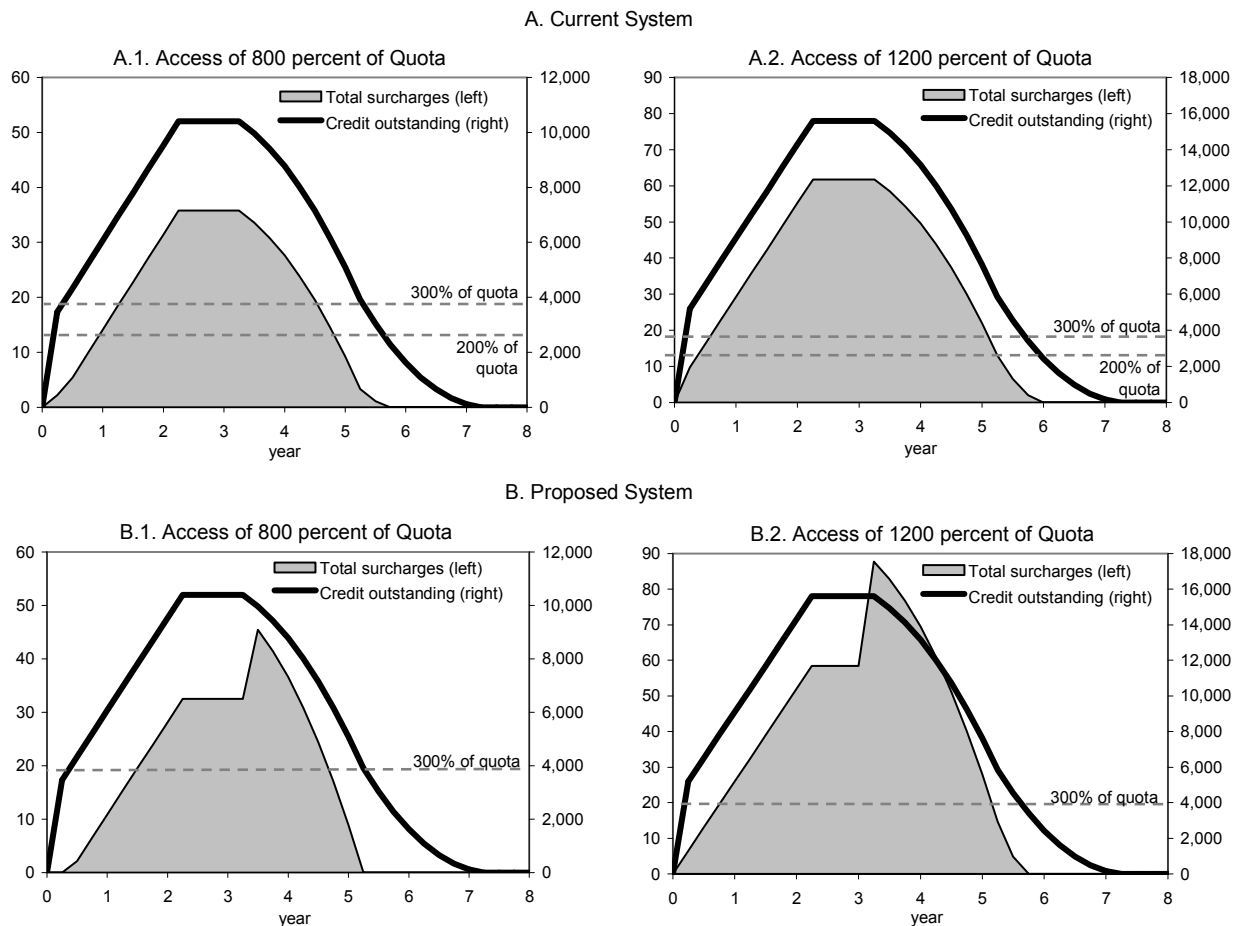 A. Current System
A.1. Access of 800 percent of Quota
60
50
40
30
20
10
0
12,000
10,000
8,000
6,000
4,000
2,000
0
Total surcharges (left)
Credit outstanding (right)
300% of quota
200% of
quota
0 1 2 3 4 5 6 7 8
year
A.2. Access of 1200 percent of Quota
90
80
70
60
50
40
30
20
10
0
18,000
16,000
14,000
12,000
10,000
8,000
6,000
4,000
2,000
0
Total surcharges (left)
Credit outstanding (right)
300% of quota
200% of
quota
0 1 2 3 4 5 6 7 8
year
B. Proposed System
B.1. Access of 800 percent of Quota
60
50
40
30
20
10
0
12,000
10,000
8,000
6,000
4,000
2,000
0
Total surcharges (left)
Credit outstanding (right)
300% of quota
0 1 2 3 4 5 6 7 8
year
B.2. Access of 1200 percent of Quota
90
80
70
60
50
40
30
20
10
0
18,000
16,000
14,000
12,000
10,000
8,000
6,000
4,000
2,000
0
Total surcharges (left)
Credit outstanding (right)
300% of quota
0 1 2 3 4 5 6 7 8
year